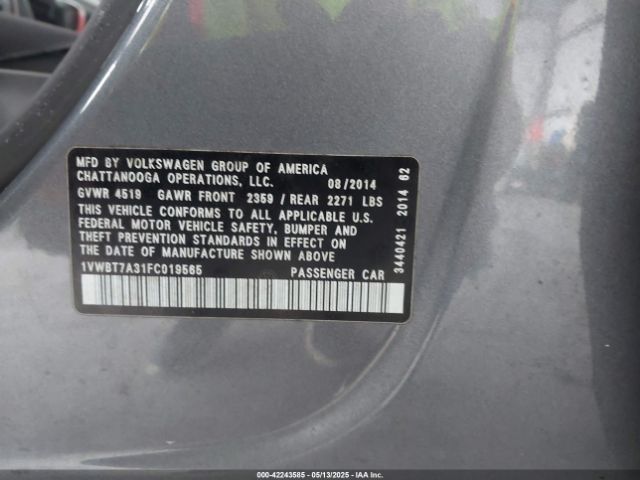 MFD BY VOLKSWAGEN GROUP OF AMERICA
CHATTANOOGA OPERATIONS, LLC. 08/2014
GVWR 4519 GAWR FRONT 2359 / REAR 2271 LBS
THIS VEHICLE CONFORMS TO ALL APPLICABLE U.S.
FEDERAL MOTOR VEHICLE SAFETY, BUMPER AND
THEFT PREVENTION STANDARDS IN EFFECT ON
THE DATE OF MANUFACTURE SHOWN ABOVE
1VWBT7A31FC019565 PASSENGER CAR
3440421 2014 62
000-42243585 - 05/13/2025 - IAA Inc.